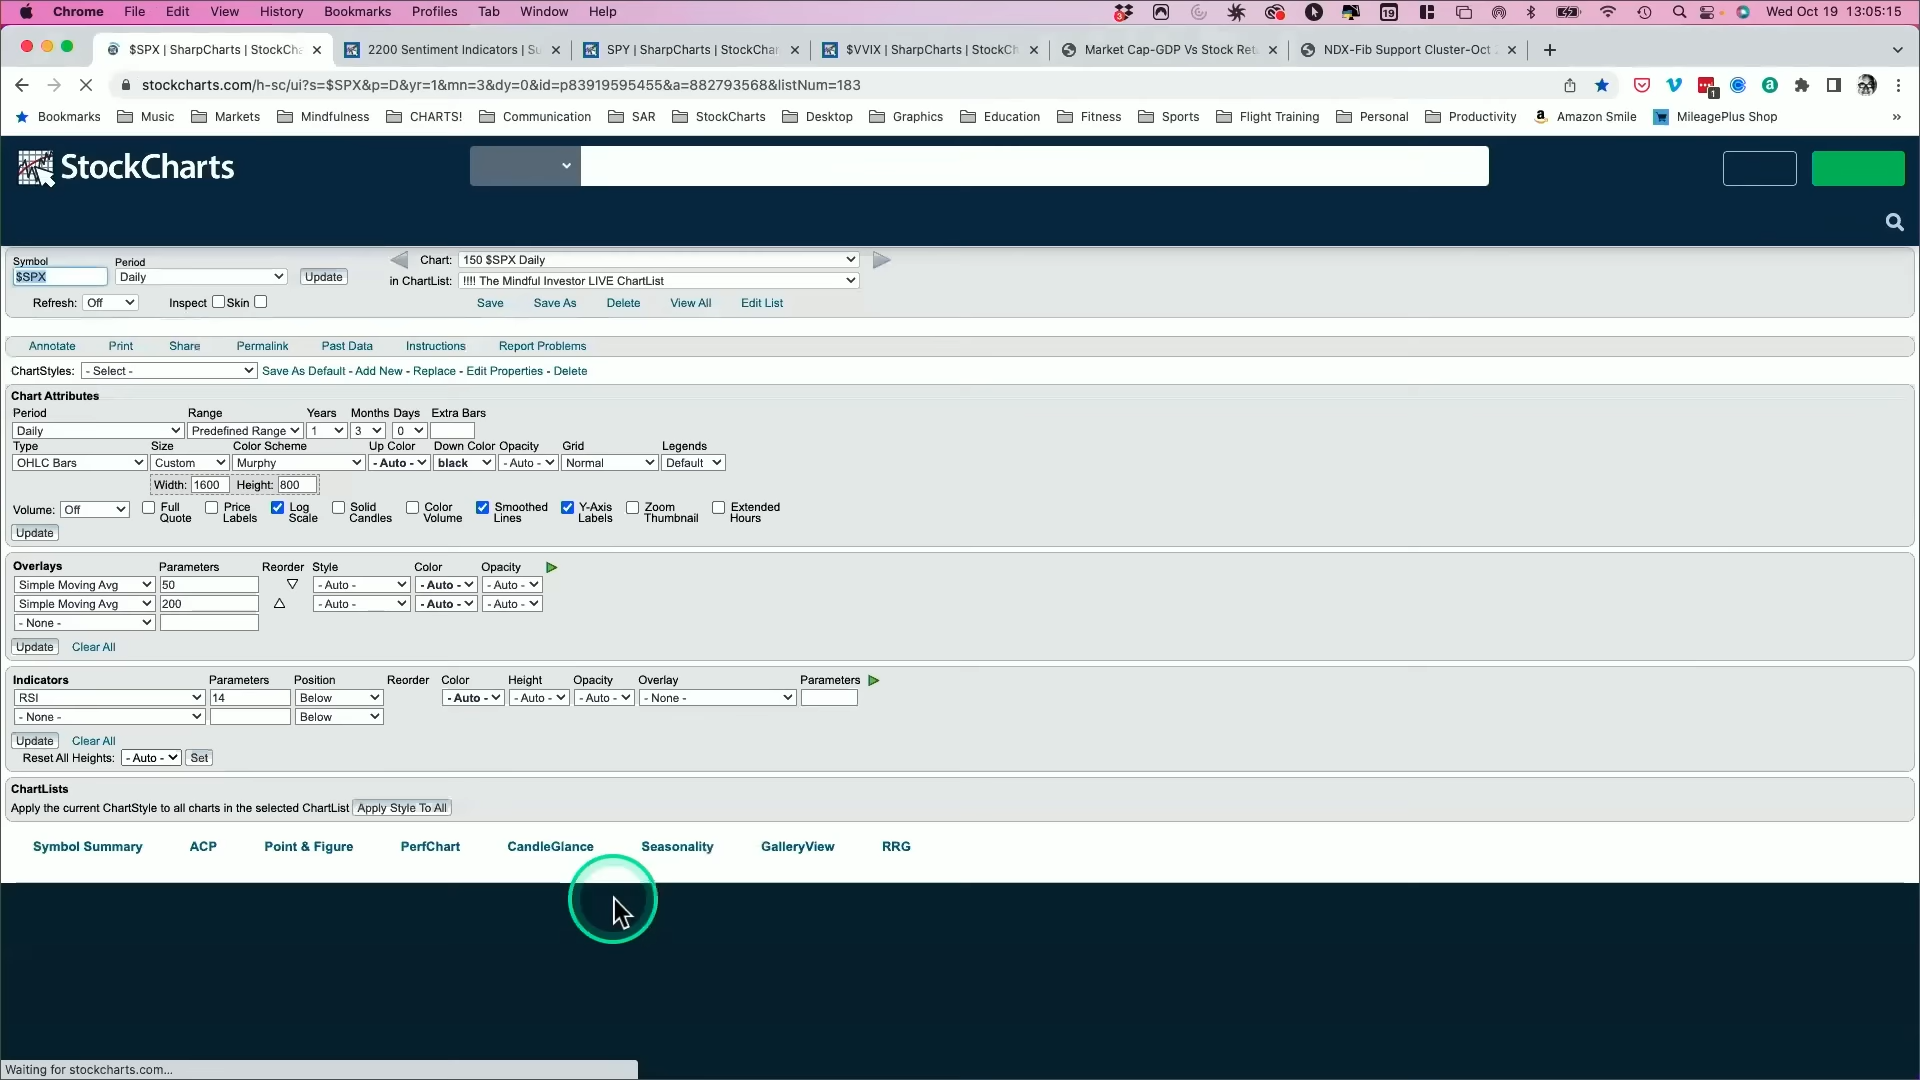 Chrome File Edit View History Bookmarks Profiles Tab Window Help 3 19 Wed Oct 19 13:05:15
$SPX | SharpCharts | StockCha 2200 Sentiment Indicators | Su SPY | SharpCharts | StockChar $VVIX | SharpCharts | StockCh Market Cap-GDP Vs Stock Ret NDX-Fib Support Cluster-Oct
stockcharts.com/h-sc/ui?s=$SPX&p=D&yr=1&mn=3&dy=0&id=p83919595455&a=882793568&listNum=183 1
Bookmarks Music Markets Mindfulness CHARTS! Communication SAR StockCharts Desktop Graphics Education Fitness Sports Flight Training Personal Productivity Amazon Smile MileagePlus Shop »
StockCharts
Symbol Period Chart: 150 $SPX Daily
$SPX Daily Update in ChartList: !!!! The Mindful Investor LIVE ChartList
Refresh: Off Inspect Skin Save Save As Delete View All Edit List
Annotate Print Share Permalink Past Data Instructions Report Problems
ChartStyles: - Select - Save As Default - Add New - Replace - Edit Properties - Delete
Chart Attributes
Period Range Years Months Days Extra Bars
Daily Predefined Range 1 3 0
Type Size Color Scheme Up Color Down Color Opacity Grid Legends
OHLC Bars Custom Murphy - Auto - black - Auto - Normal Default
Width: 1600 Height: 800
Volume: Off Full Quote Price Labels Log Scale Solid Candles Color Volume Smoothed Lines Y-Axis Labels Zoom Thumbnail Extended Hours
Update
Overlays Parameters Reorder Style Color Opacity
Simple Moving Avg 50 - Auto - - Auto - - Auto -
Simple Moving Avg 200 - Auto - - Auto - - Auto -
- None -
Update Clear All
Indicators Parameters Position Reorder Color Height Opacity Overlay Parameters
RSI 14 Below - Auto - - Auto - - Auto - - None -
- None - Below
Update Clear All
Reset All Heights: - Auto - Set
ChartLists
Apply the current ChartStyle to all charts in the selected ChartList Apply Style To All
Symbol Summary ACP Point & Figure PerfChart CandleGlance Seasonality GalleryView RRG
Waiting for stockcharts.com...